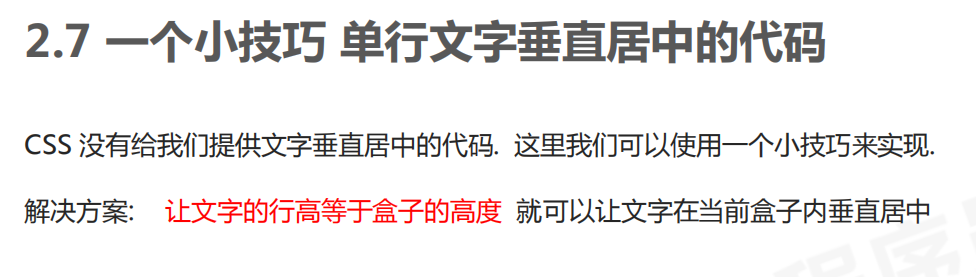 2.7 一个小技巧 单行文字垂直居中的代码
CSS 没有给我们提供文字垂直居中的代码. 这里我们可以使用一个小技巧来实现.
解决方案: 让文字的行高等于盒子的高度 就可以让文字在当前盒子内垂直居中
程序